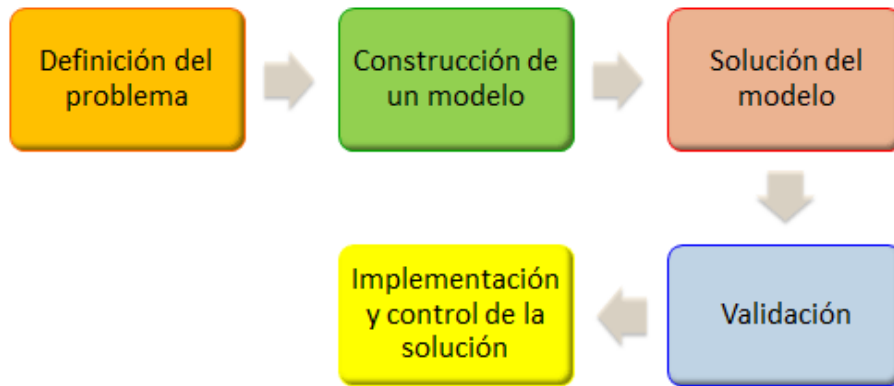 Definición del
problema
Construcción de
un modelo
Solución del
modelo
Validación
Implementación
y control de la
solución